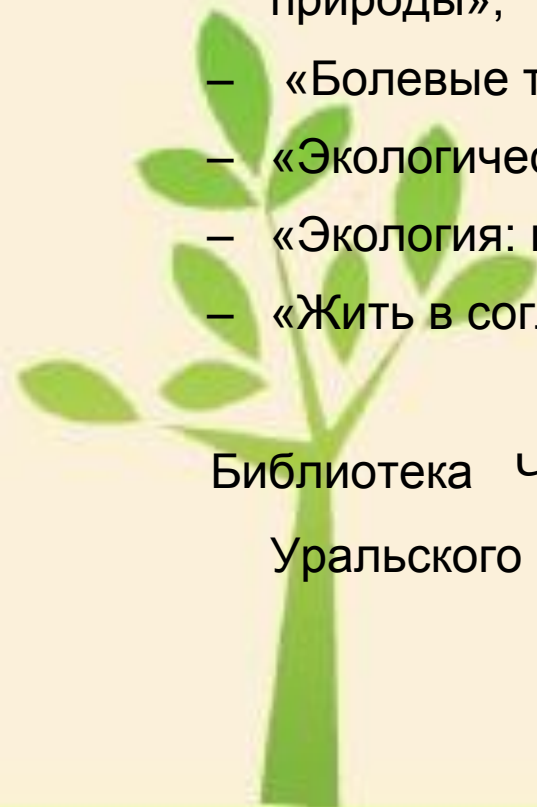 природы»,
– «Болевые т
– «Экологичес
– «Экология:
– «Жить в сог
Библиотека Ч
Уральского